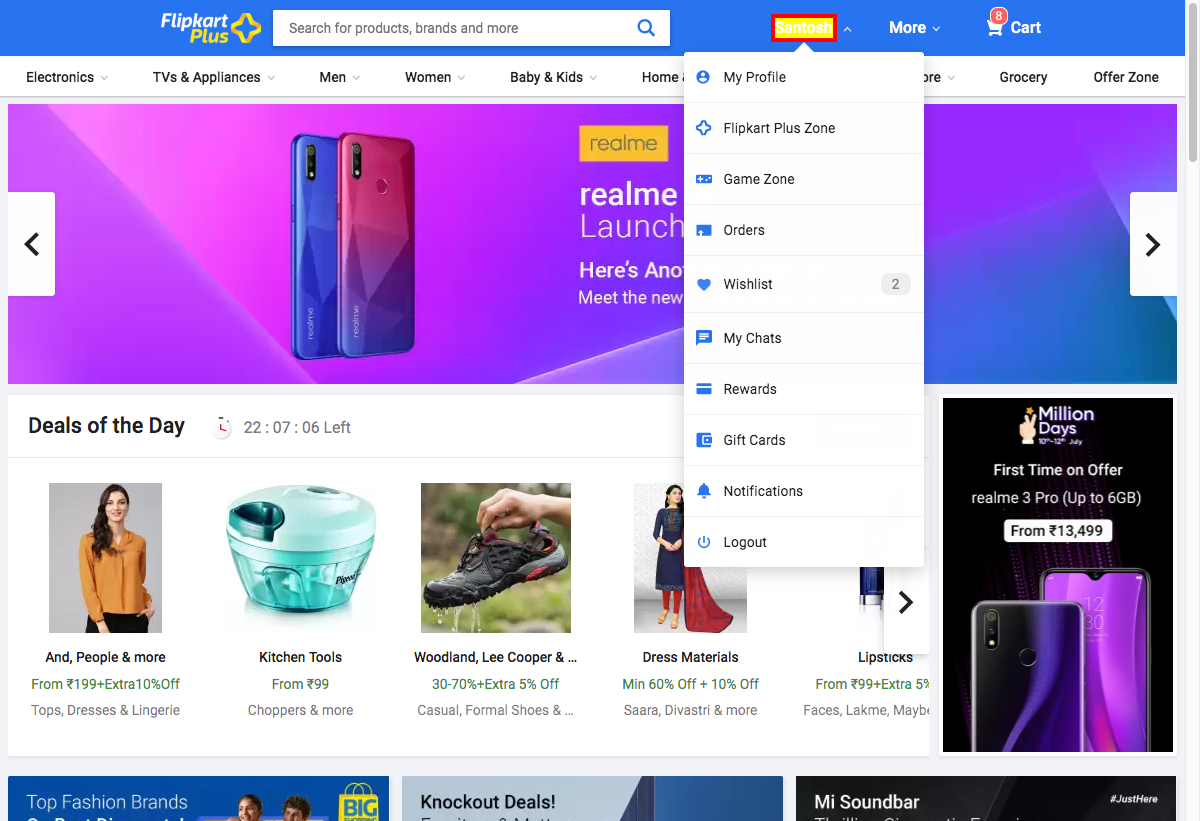 Flipkart
Plus
Search for products, brands and more
Santosh
More
8
Cart
Electronics
TVs & Appliances
Men
Women
Baby & Kids
Home &
ore
Grocery
Offer Zone
My Profile
Flipkart Plus Zone
Game Zone
Orders
Wishlist
2
My Chats
Rewards
Gift Cards
Notifications
Logout
realme
realme
Launch
Here's Ano
Meet the new
realme
realme
Deals of the Day
22 : 07 : 06 Left
And, People & more
From ₹199+Extra10%Off
Tops, Dresses & Lingerie
Pigeon
Kitchen Tools
From ₹99
Choppers & more
Woodland, Lee Cooper & ...
30-70%+Extra 5% Off
Casual, Formal Shoes & ...
Dress Materials
Min 60% Off + 10% Off
Saara, Divastri & more
Lipsticks
From ₹99+Extra 5%
Faces, Lakme, Maybe
Million
Days
10th-12th July
First Time on Offer
realme 3 Pro (Up to 6GB)
From ₹13,499
12
30
Top Fashion Brands
BIG
Knockout Deals!
Mi Soundbar
#JustHere